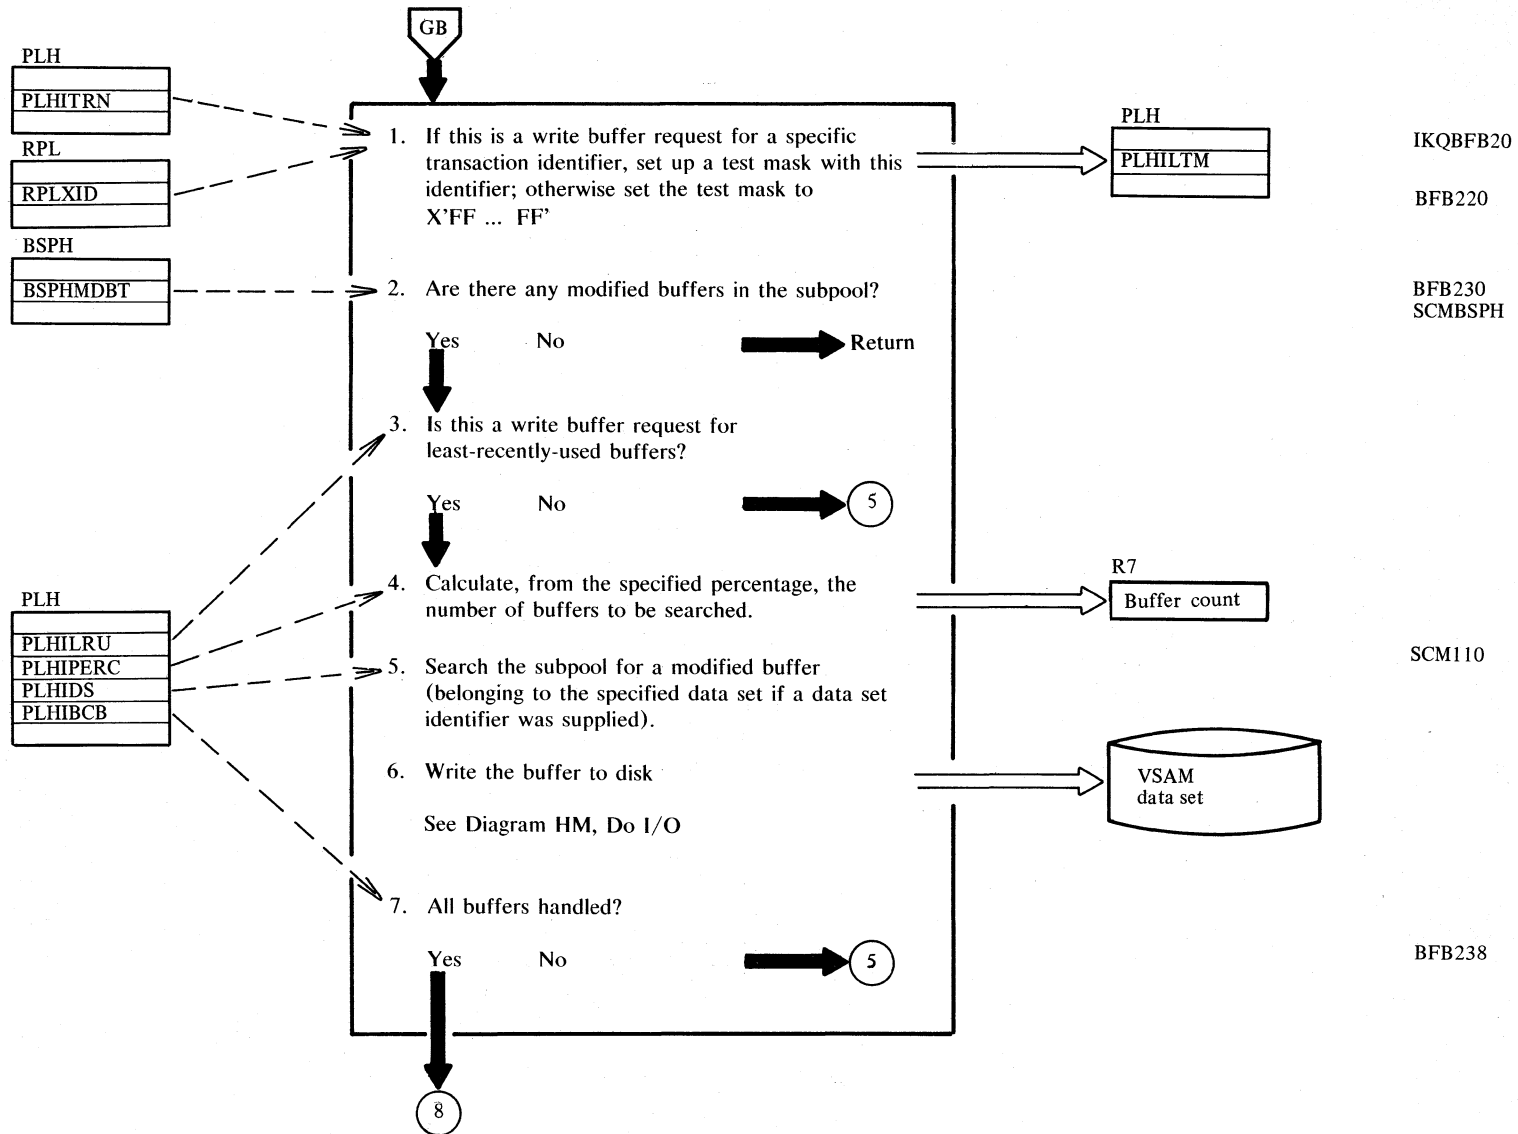 GB
PLH
PLHITRN
RPL
RPLXID
BSPH
BSPHMDBT
1. If this is a write buffer request for a specific
transaction identifier, set up a test mask with this
identifier; otherwise set the test mask to
X'FF ... FF'
PLH
PLHILTM
IKQBFB20
BFB220
2. Are there any modified buffers in the subpool?
BFB230
SCMBSPH
Yes No Return
3. Is this a write buffer request for
least-recently-used buffers?
Yes No 5
PLH
PLHILRU
PLHIPERC
PLHIDS
PLHIBCB
4. Calculate, from the specified percentage, the
number of buffers to be searched.
R7
Buffer count
5. Search the subpool for a modified buffer
(belonging to the specified data set if a data set
identifier was supplied).
SCM110
6. Write the buffer to disk
See Diagram HM, Do I/O
VSAM
data set
7. All buffers handled?
Yes No 5
BFB238
8